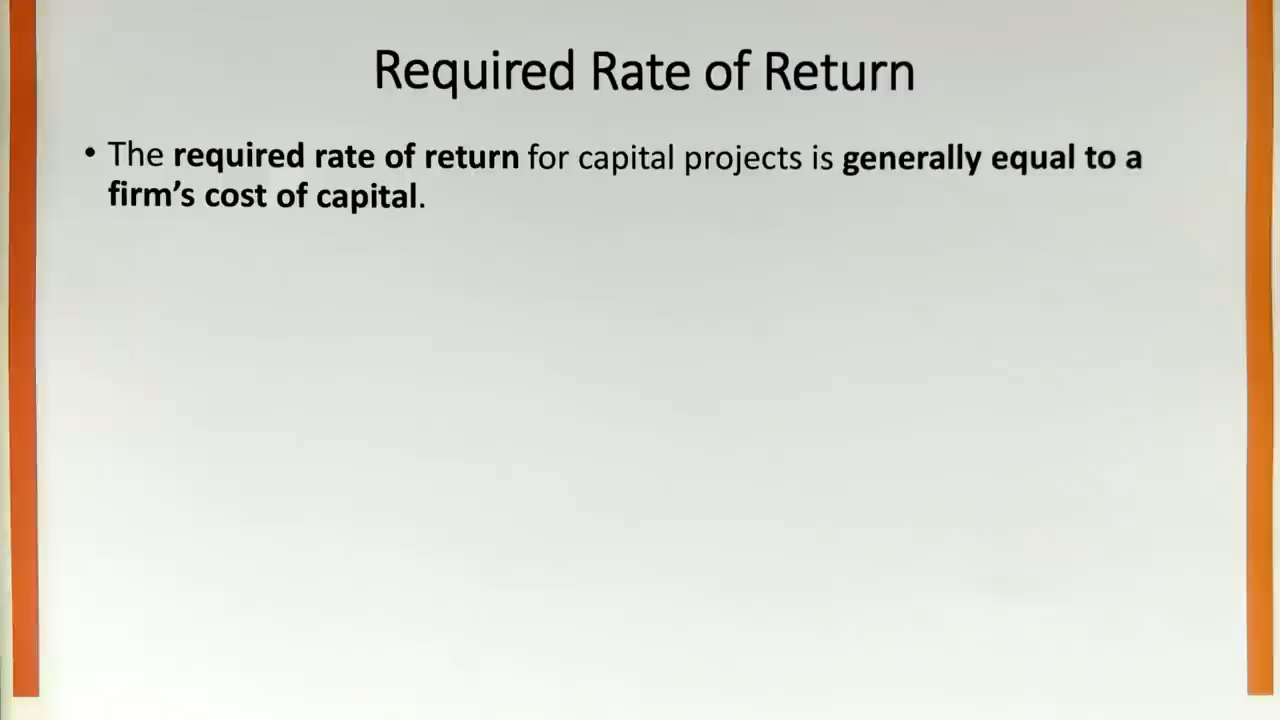 Required Rate of Return
• The required rate of return for capital projects is generally equal to a
firm’s cost of capital.